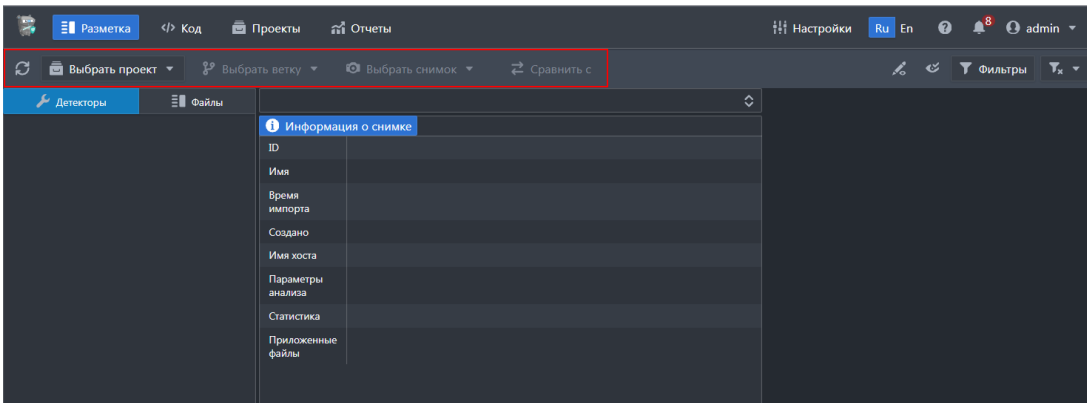 Разметка </> Код Проекты Отчеты Настройки Ru En 8 admin
Выбрать проект Выбрать ветку Выбрать снимок Сравнить с Фильтры
Детекторы Файлы
Информация о снимке
ID
Имя
Время
импорта
Создано
Имя хоста
Параметры
анализа
Статистика
Приложенные
файлы